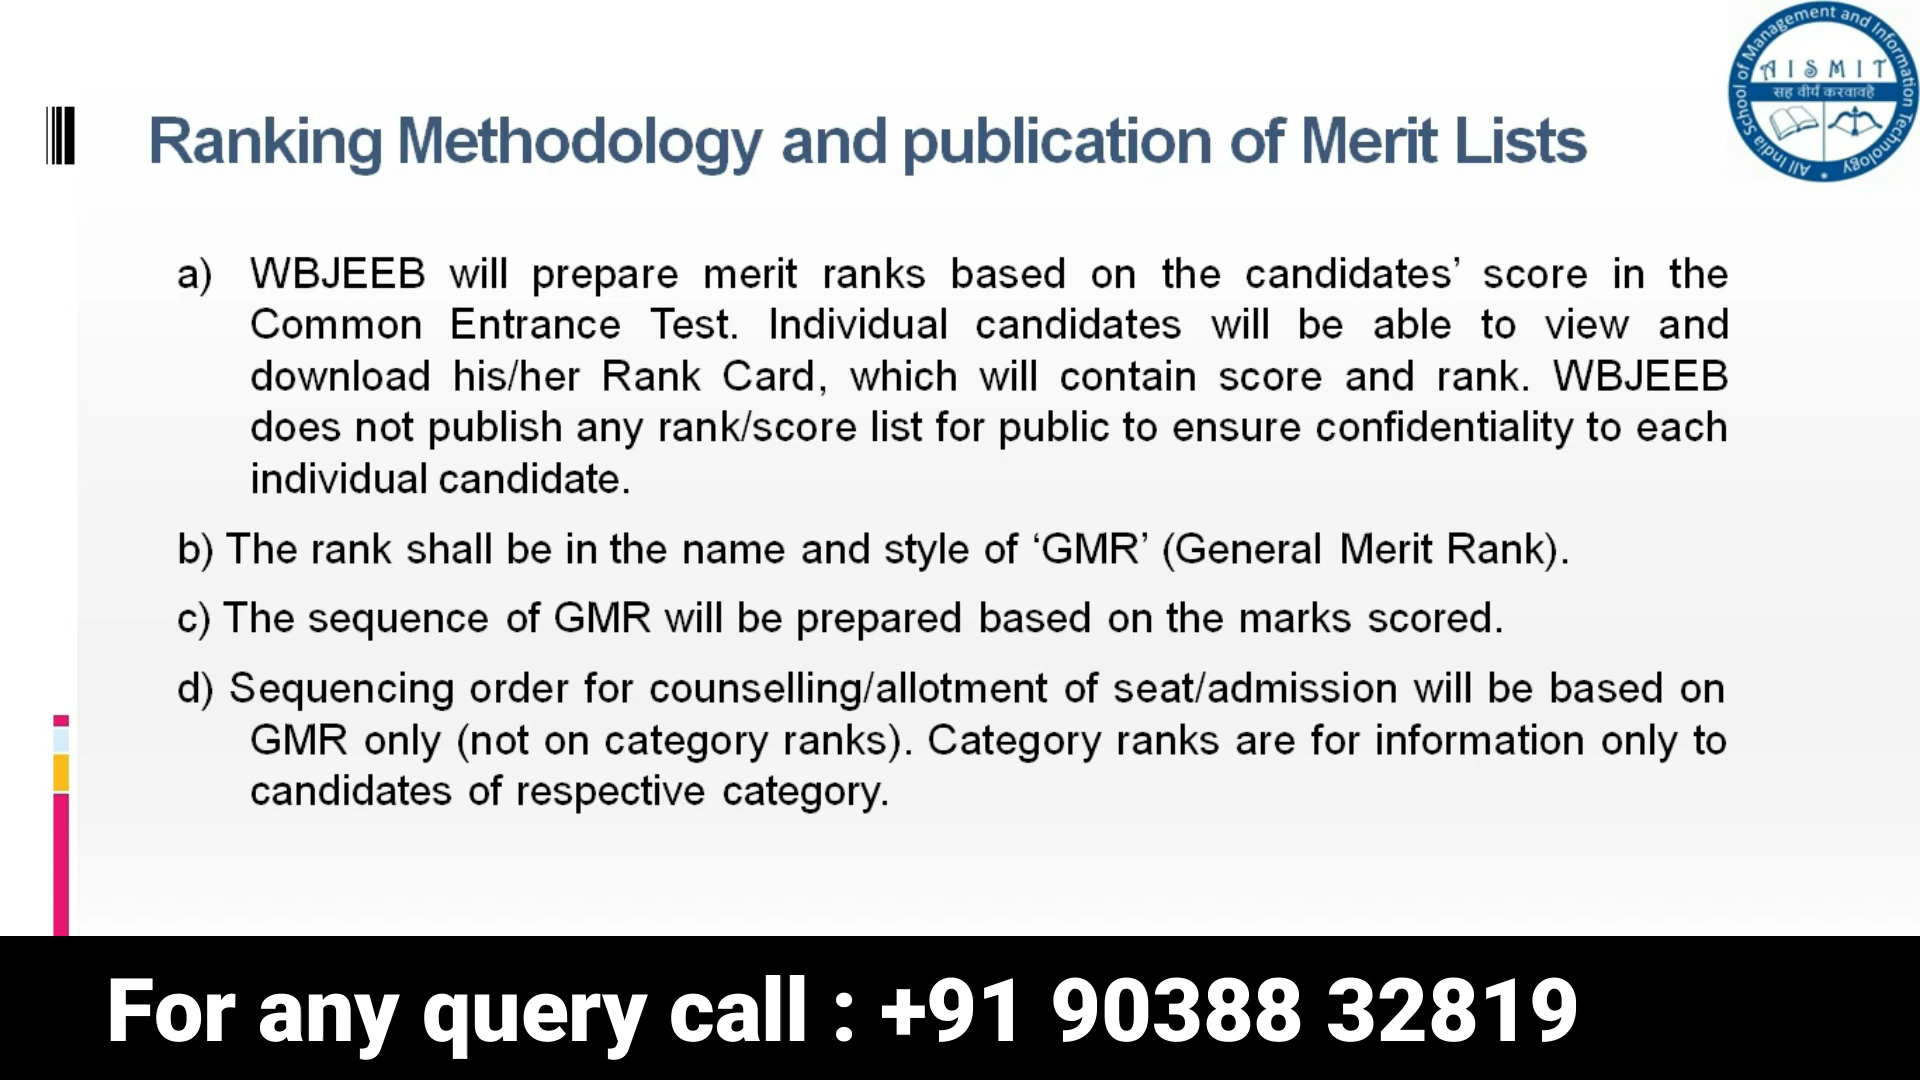 All India School of Management and Information Technology
AISMIT
सह वीर्यं करवावहै
Ranking Methodology and publication of Merit Lists
a) WBJEEB will prepare merit ranks based on the candidates’ score in the
Common Entrance Test. Individual candidates will be able to view and
download his/her Rank Card, which will contain score and rank. WBJEEB
does not publish any rank/score list for public to ensure confidentiality to each
individual candidate.
b) The rank shall be in the name and style of ‘GMR’ (General Merit Rank).
c) The sequence of GMR will be prepared based on the marks scored.
d) Sequencing order for counselling/allotment of seat/admission will be based on
GMR only (not on category ranks). Category ranks are for information only to
candidates of respective category.
For any query call : +91 90388 32819